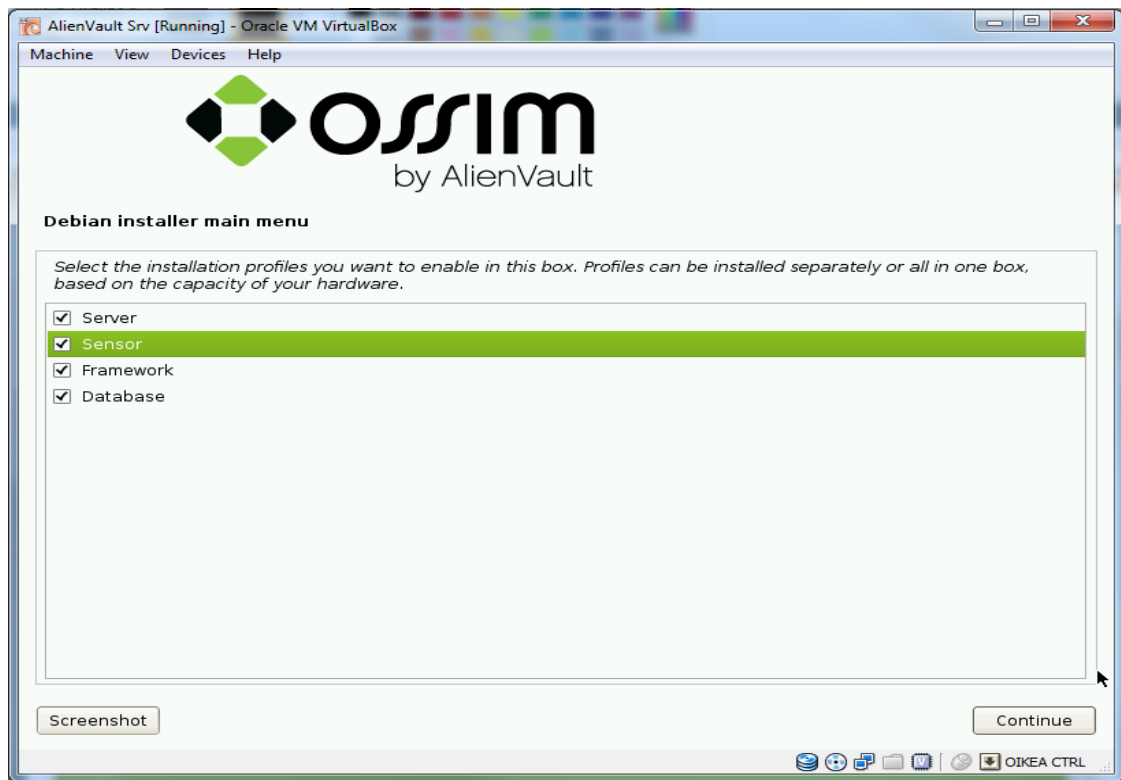 AlienVault Srv [Running] - Oracle VM VirtualBox
Machine View Devices Help
OSSIM
by AlienVault
Debian installer main menu
Select the installation profiles you want to enable in this box. Profiles can be installed separately or all in one box,
based on the capacity of your hardware.
Server
Sensor
Framework
Database
Screenshot
Continue
OIKEA CTRL